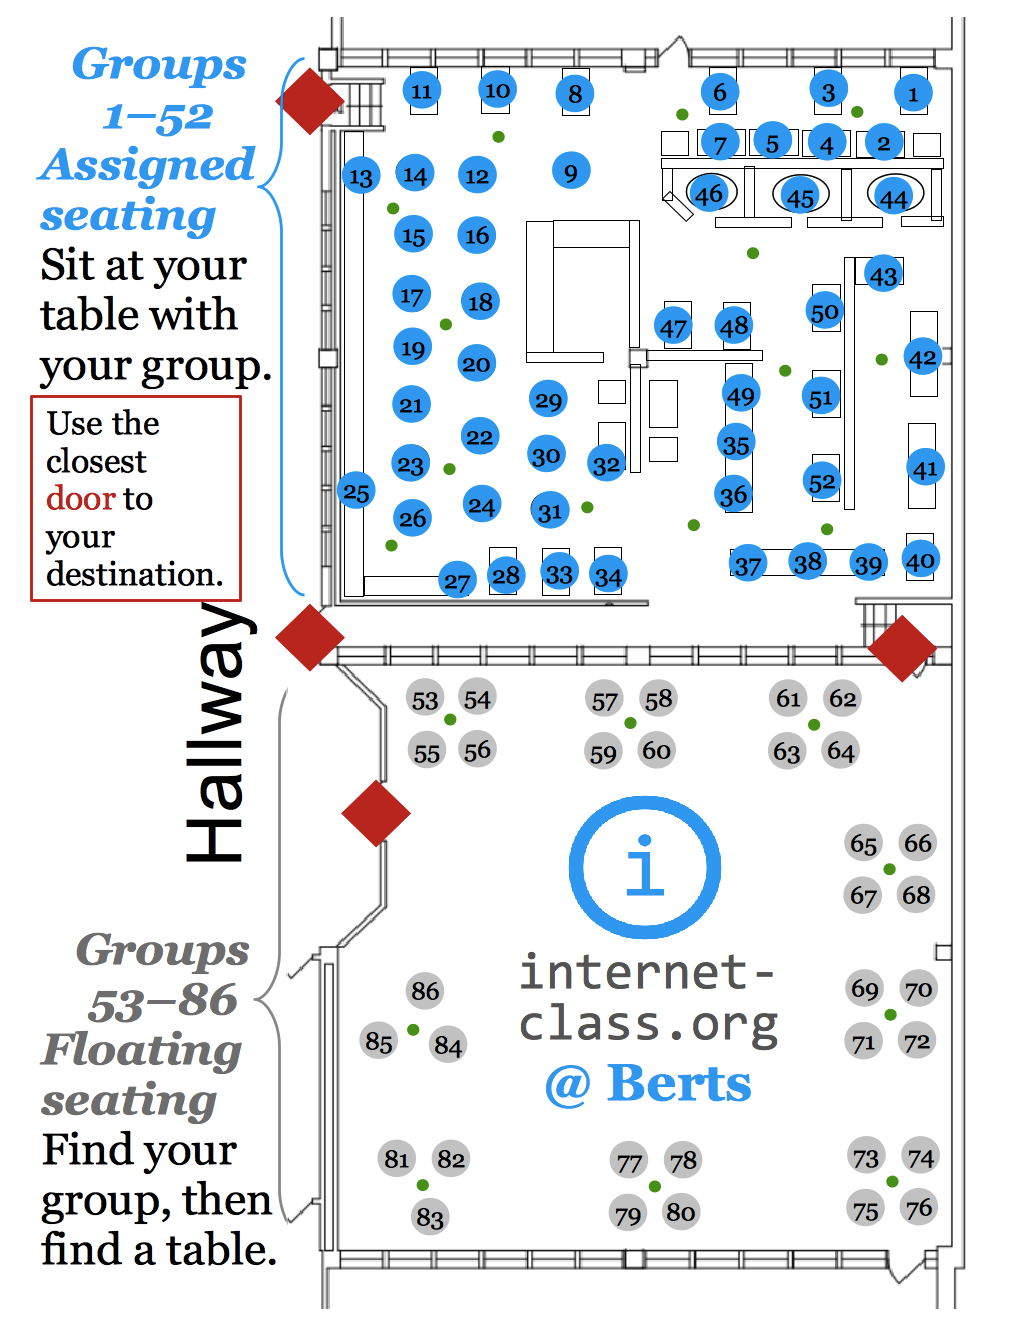 Groups
1–52
Assigned
seating
Sit at your
table with
your group.
Use the
closest
door to
your
destination.
Hallway
Groups
53–86
Floating
seating
Find your
group, then
find a table.
11 10 8 6 3 1
7 5 4 2
13 14 12 9
46 45 44
15 16
43
17 18
50
47 48
19 20
42
29 49 51
21
22 30 35
23 32
41
25 24 36 52
26 31
27 28 33 34 37 38 39 40
53 54 57 58 61 62
55 56 59 60 63 64
65 66
67 68
i
internet-
class.org
@ Berts
86
69 70
85 84
71 72
81 82 77 78 73 74
83 79 80 75 76